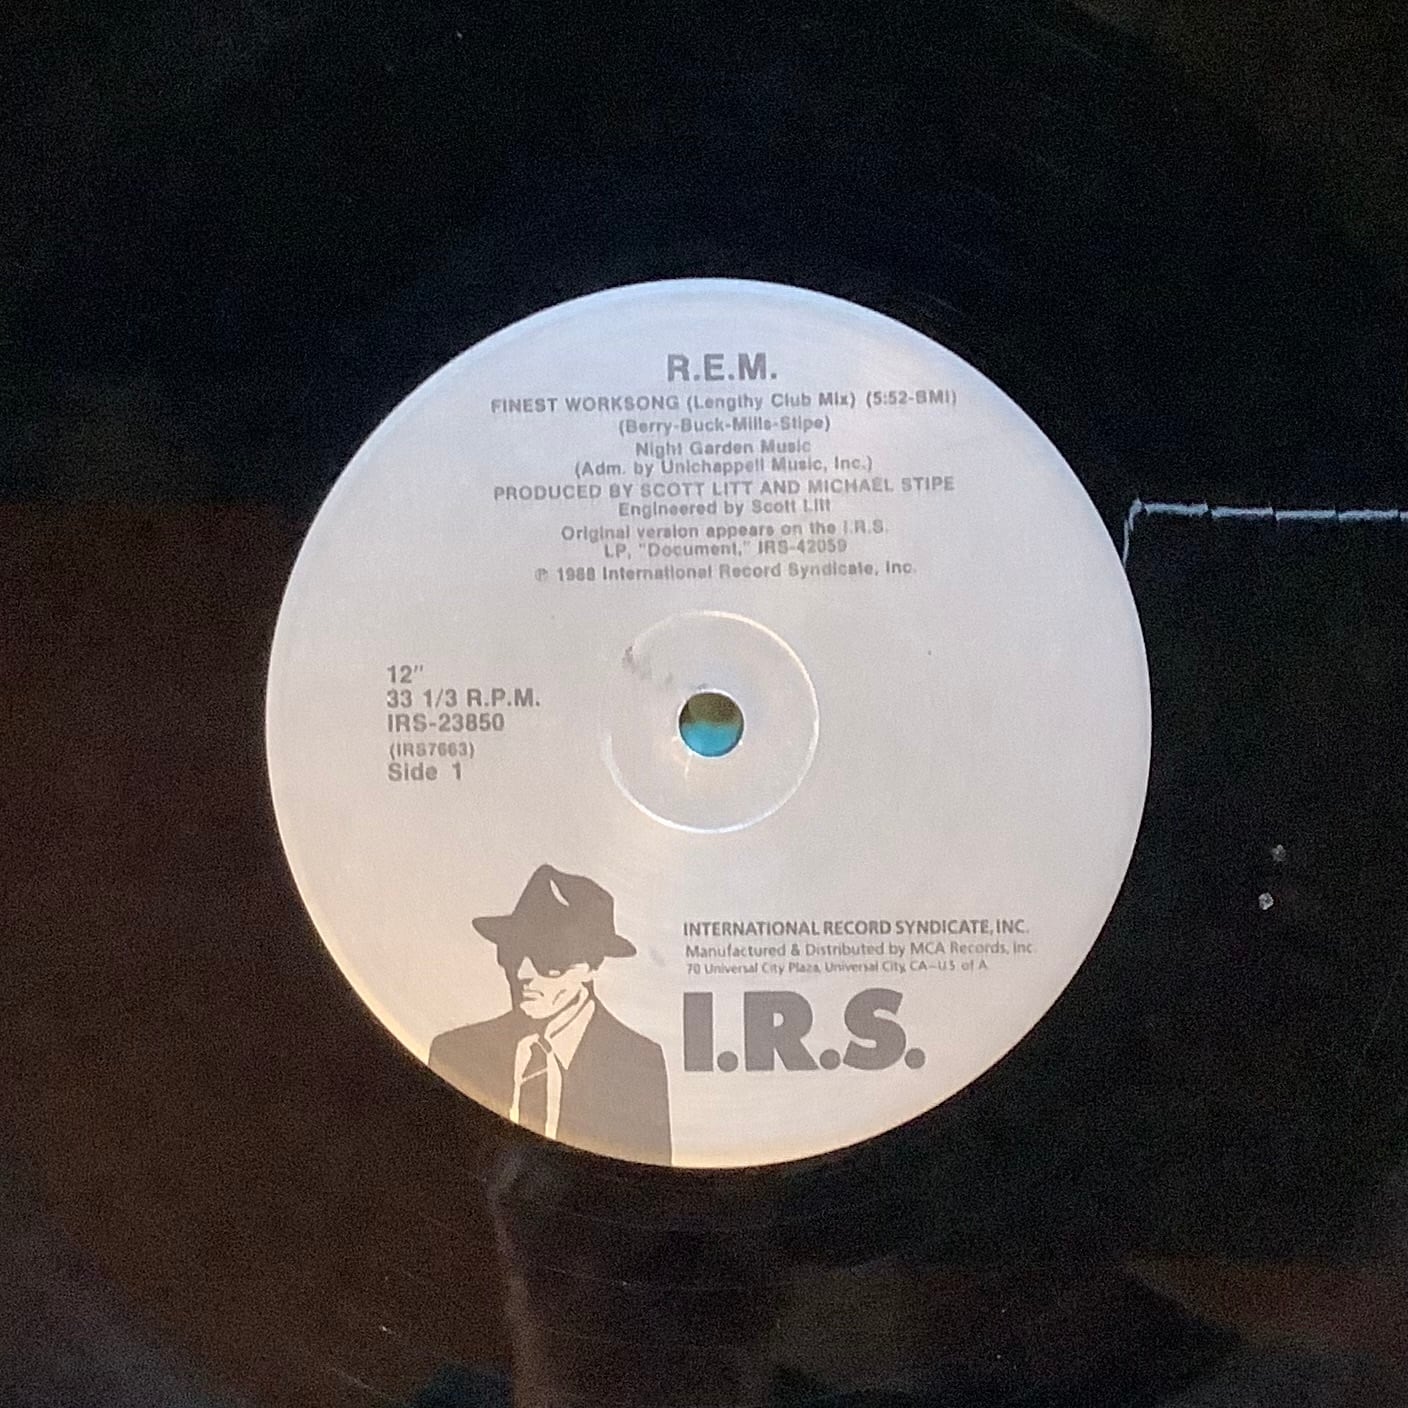 R.E.M.
FINEST WORKSONG (Lengthy Club Mix) (5:52-BMI)
(Berry-Buck-Mills-Stipe)
Night Garden Music
(Adm. by Unichappell Music, Inc.)
PRODUCED BY SCOTT LITT AND MICHAEL STIPE
Engineered by Scott Litt
Original version appears on the I.R.S.
LP, "Document," IRS-42059
℗ 1988 International Record Syndicate, Inc.
12"
33 1/3 R.P.M.
IRS-23850
(IRS7663)
Side 1
INTERNATIONAL RECORD SYNDICATE, INC.
Manufactured & Distributed by MCA Records, Inc.
70 Universal City Plaza, Universal City, CA–U.S. of A.
I.R.S.